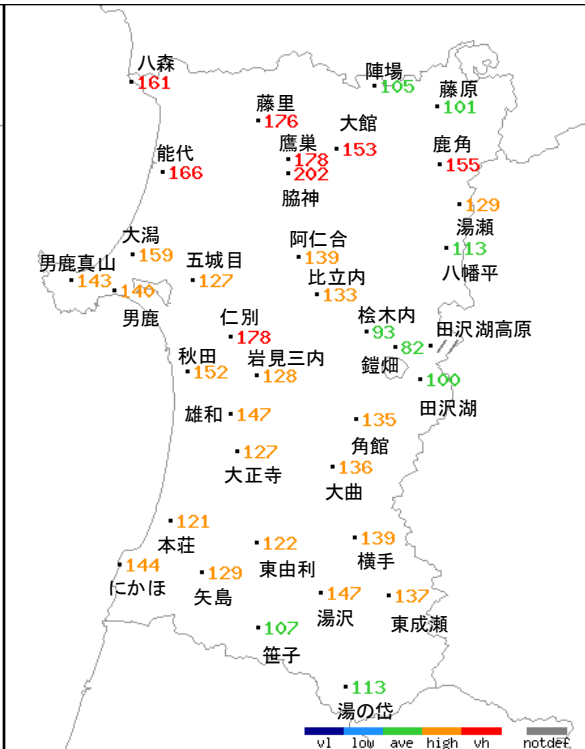 八森
161
陣場
105
藤原
101
藤里
176
大館
153
鷹巣
178
202
脇神
鹿角
155
能代
166
129
湯瀬
大潟
159
阿仁合
139
113
八幡平
男鹿真山
143
140
男鹿
五城目
127
比立内
133
仁別
178
桧木内
93
82
鎧畑
田沢湖高原
秋田
152
岩見三内
128
100
田沢湖
雄和
147
135
角館
127
大正寺
136
大曲
121
本荘
122
東由利
139
横手
144
にかほ
129
矢島
147
湯沢
137
東成瀬
107
笹子
113
湯の岱
vl low ave high vh notdef